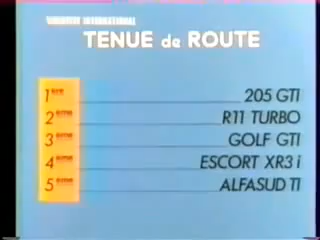 TENUE de ROUTE
1ère 205 GTI
2ème R11 TURBO
3ème GOLF GTI
4ème ESCORT XR3 i
5ème ALFASUD TI